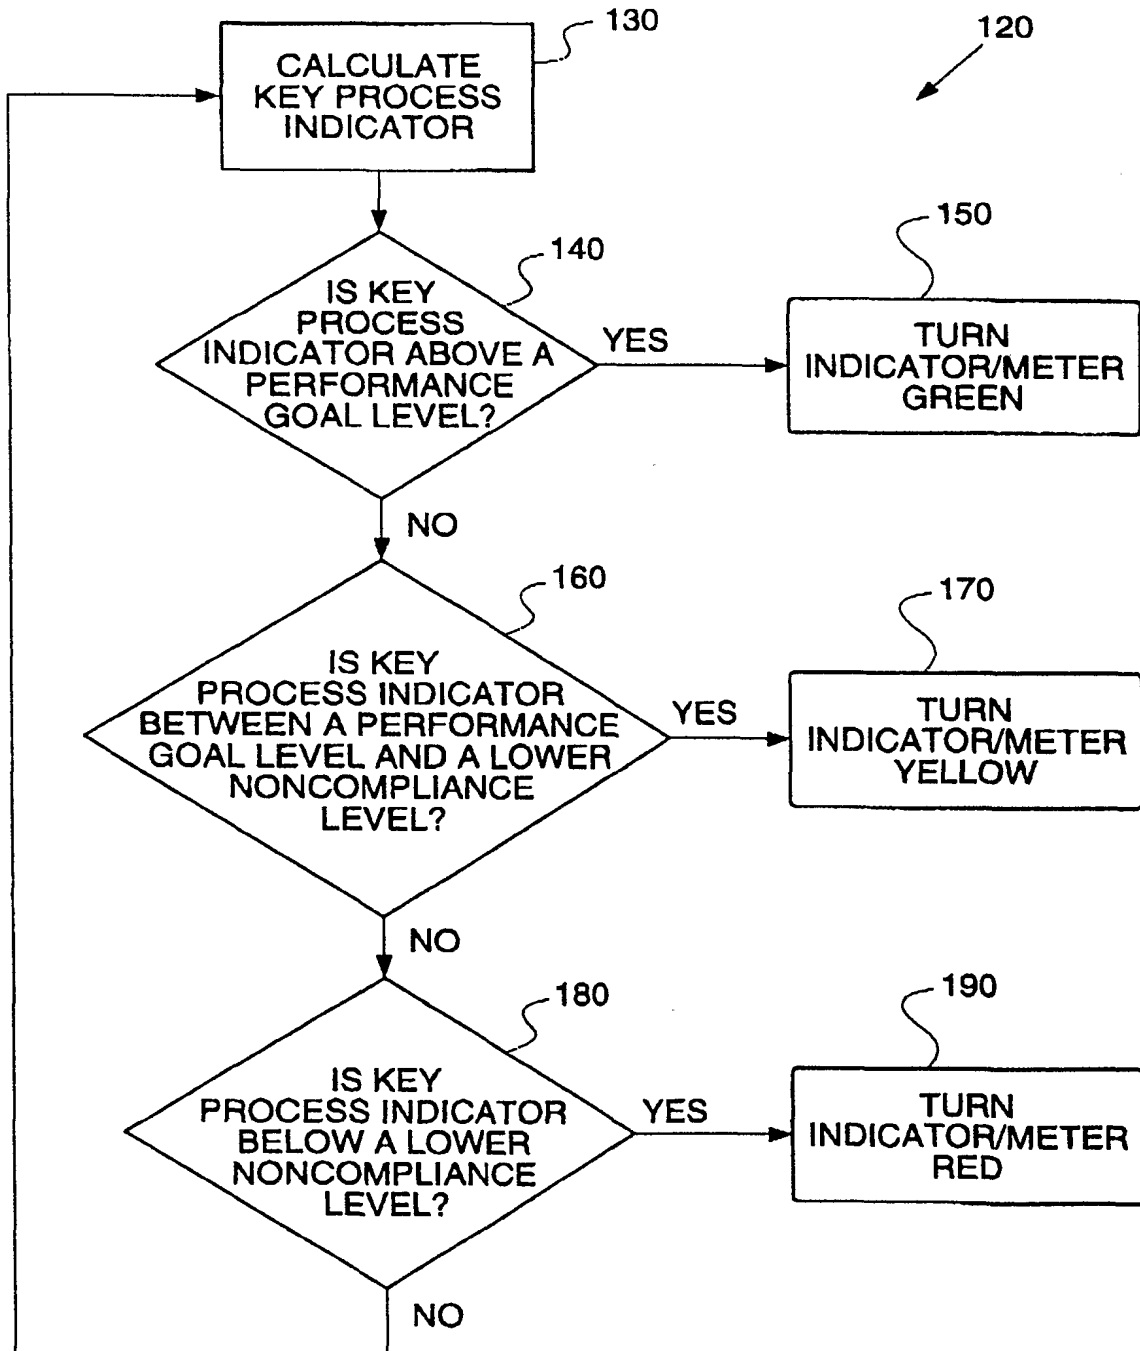 130
120
CALCULATE
KEY PROCESS
INDICATOR
140
150
IS KEY
PROCESS
INDICATOR ABOVE A
PERFORMANCE
GOAL LEVEL?
YES
TURN
INDICATOR/METER
GREEN
NO
160
170
IS KEY
PROCESS INDICATOR
BETWEEN A PERFORMANCE
GOAL LEVEL AND A LOWER
NONCOMPLIANCE
LEVEL?
YES
TURN
INDICATOR/METER
YELLOW
NO
180
190
IS KEY
PROCESS INDICATOR
BELOW A LOWER
NONCOMPLIANCE
LEVEL?
YES
TURN
INDICATOR/METER
RED
NO